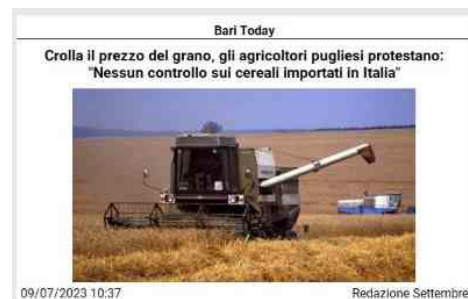 Bari Today
Crolla il prezzo del grano, gli agricoltori pugliesi protestano:
"Nessun controllo sui cereali importati in Italia"
09/07/2023 10:37
Redazione Settembre